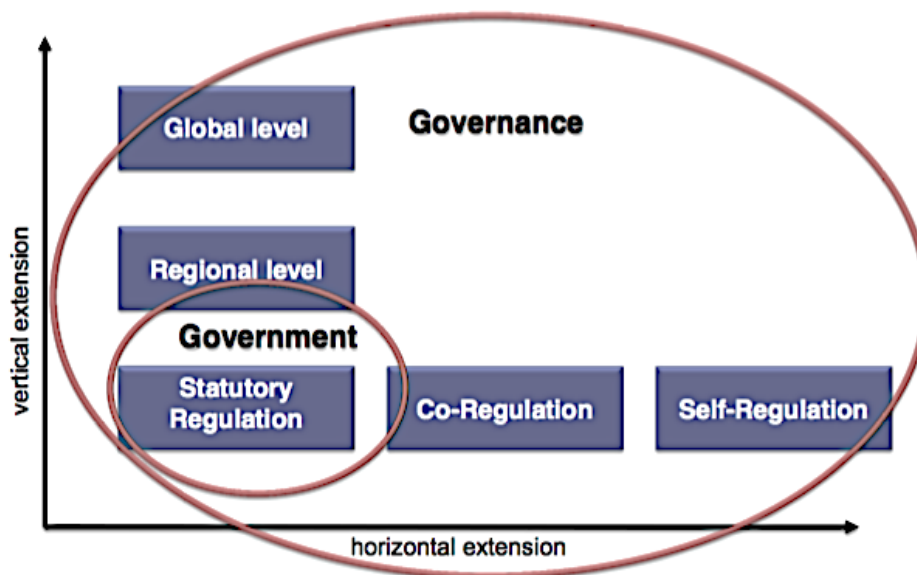 Global level
Governance
Regional level
Government
Statutory
Regulation
Co-Regulation
Self-Regulation
vertical extension
horizontal extension